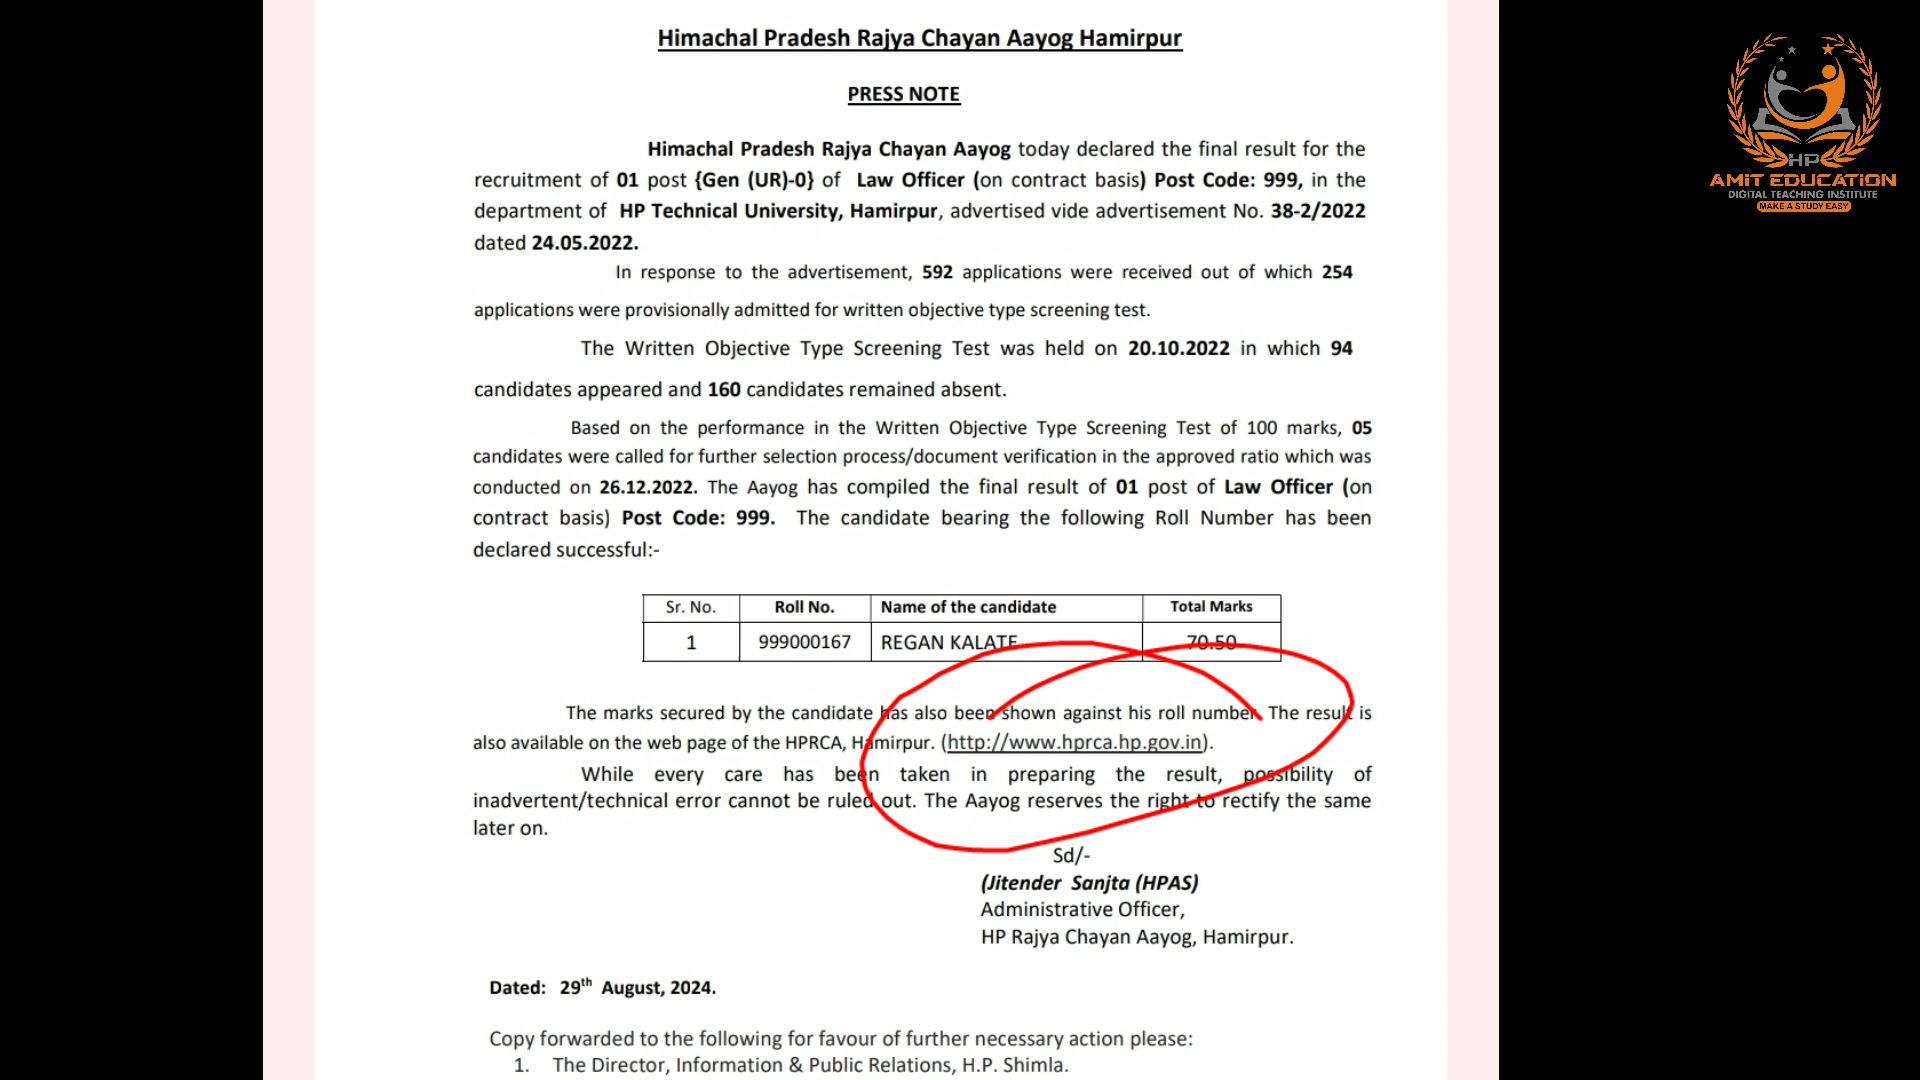 Himachal Pradesh Rajya Chayan Aayog Hamirpur
PRESS NOTE
Himachal Pradesh Rajya Chayan Aayog today declared the final result for the
recruitment of 01 post {Gen (UR)-0} of Law Officer (on contract basis) Post Code: 999, in the
department of HP Technical University, Hamirpur, advertised vide advertisement No. 38-2/2022
dated 24.05.2022.
In response to the advertisement, 592 applications were received out of which 254
applications were provisionally admitted for written objective type screening test.
The Written Objective Type Screening Test was held on 20.10.2022 in which 94
candidates appeared and 160 candidates remained absent.
Based on the performance in the Written Objective Type Screening Test of 100 marks, 05
candidates were called for further selection process/document verification in the approved ratio which was
conducted on 26.12.2022. The Aayog has compiled the final result of 01 post of Law Officer (on
contract basis) Post Code: 999. The candidate bearing the following Roll Number has been
declared successful:-
Sr. No. Roll No. Name of the candidate Total Marks
1 999000167 REGAN KALATE 70.50
The marks secured by the candidate has also been shown against his roll number. The result is
also available on the web page of the HPRCA, Hamirpur. (http://www.hprca.hp.gov.in).
While every care has been taken in preparing the result, possibility of
inadvertent/technical error cannot be ruled out. The Aayog reserves the right to rectify the same
later on.
Sd/-
(Jitender Sanjta (HPAS)
Administrative Officer,
HP Rajya Chayan Aayog, Hamirpur.
Dated: 29th August, 2024.
Copy forwarded to the following for favour of further necessary action please:
1. The Director, Information & Public Relations, H.P. Shimla.
HP
AMIT EDUCATION
DIGITAL TEACHING INSTITUTE
MAKE A STUDY EASY